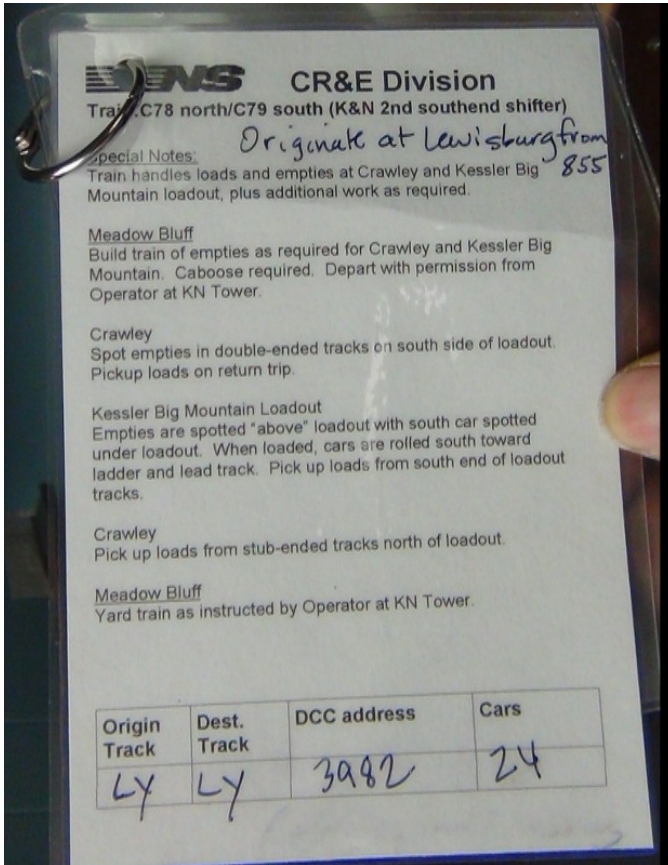 NS CR&E Division
Train C78 north/C79 south (K&N 2nd southend shifter)
Originate at Lewisburg from
855
Special Notes:
Train handles loads and empties at Crawley and Kessler Big
Mountain loadout, plus additional work as required.
Meadow Bluff
Build train of empties as required for Crawley and Kessler Big
Mountain. Caboose required. Depart with permission from
Operator at KN Tower.
Crawley
Spot empties in double-ended tracks on south side of loadout.
Pickup loads on return trip.
Kessler Big Mountain Loadout
Empties are spotted "above" loadout with south car spotted
under loadout. When loaded, cars are rolled south toward
ladder and lead track. Pick up loads from south end of loadout
tracks.
Crawley
Pick up loads from stub-ended tracks north of loadout.
Meadow Bluff
Yard train as instructed by Operator at KN Tower.
Origin Track Dest. Track DCC address Cars
LY LY 3982 24